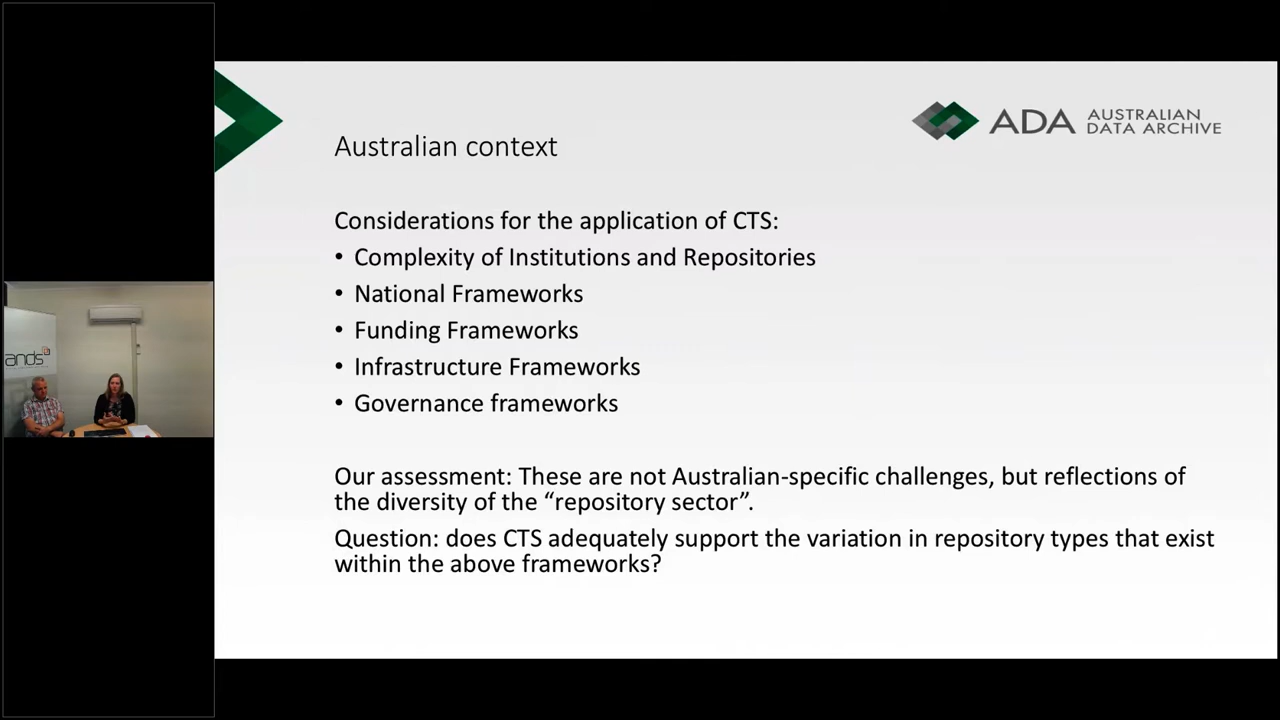 Australian context
ADA AUSTRALIAN
DATA ARCHIVE
Considerations for the application of CTS:
• Complexity of Institutions and Repositories
• National Frameworks
• Funding Frameworks
• Infrastructure Frameworks
• Governance frameworks
Our assessment: These are not Australian-specific challenges, but reflections of
the diversity of the “repository sector”.
Question: does CTS adequately support the variation in repository types that exist
within the above frameworks?
ands